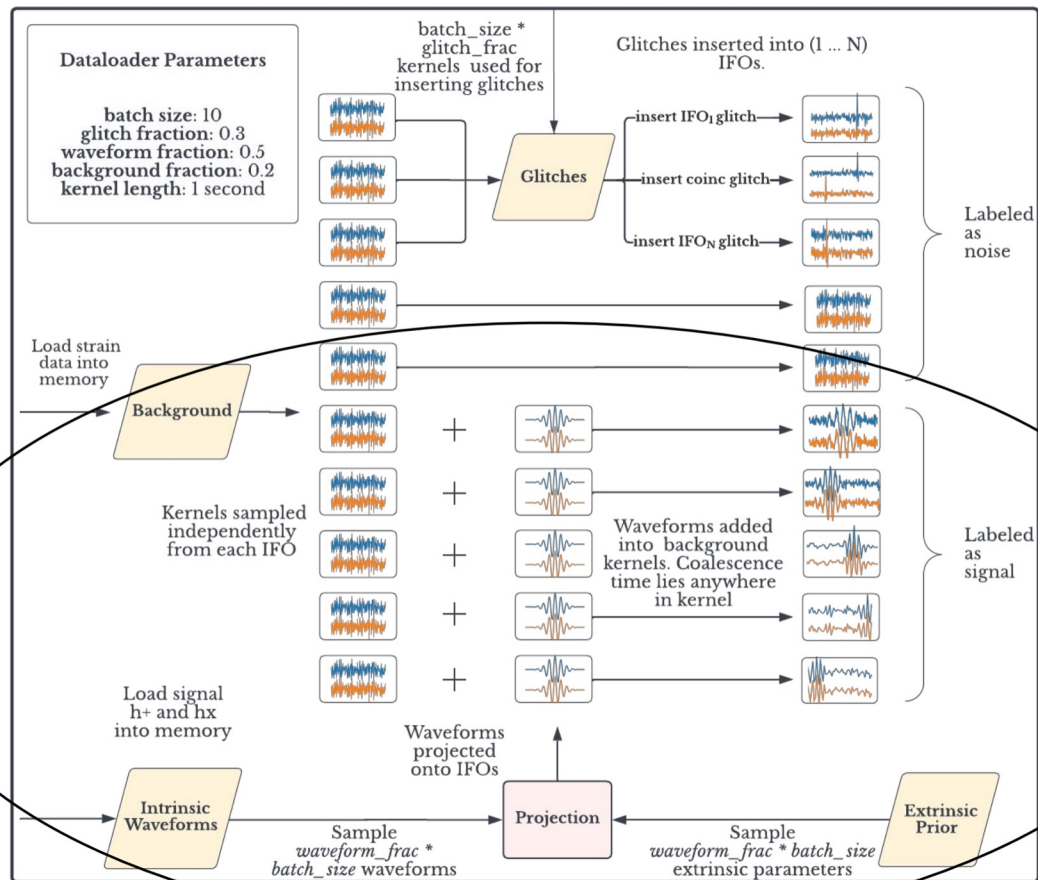 Dataloader Parameters
batch size: 10
glitch fraction: 0.3
waveform fraction: 0.5
background fraction: 0.2
kernel length: 1 second
batch_size *
glitch_frac
kernels used for
inserting glitches
Glitches inserted into (1 ... N)
IFOs.
Glitches
insert IFO1 glitch
insert coinc glitch
insert IFON glitch
Labeled
as
noise
Load strain
data into
memory
Background
Kernels sampled
independently
from each IFO
+
+
+
+
+
Waveforms added
into background
kernels. Coalescence
time lies anywhere
in kernel
Labeled
as
signal
Load signal
h+ and hx
into memory
Waveforms
projected
onto IFOs
Intrinsic
Waveforms
Sample
waveform_frac *
batch_size waveforms
Projection
Sample
waveform_frac * batch_size
extrinsic parameters
Extrinsic
Prior